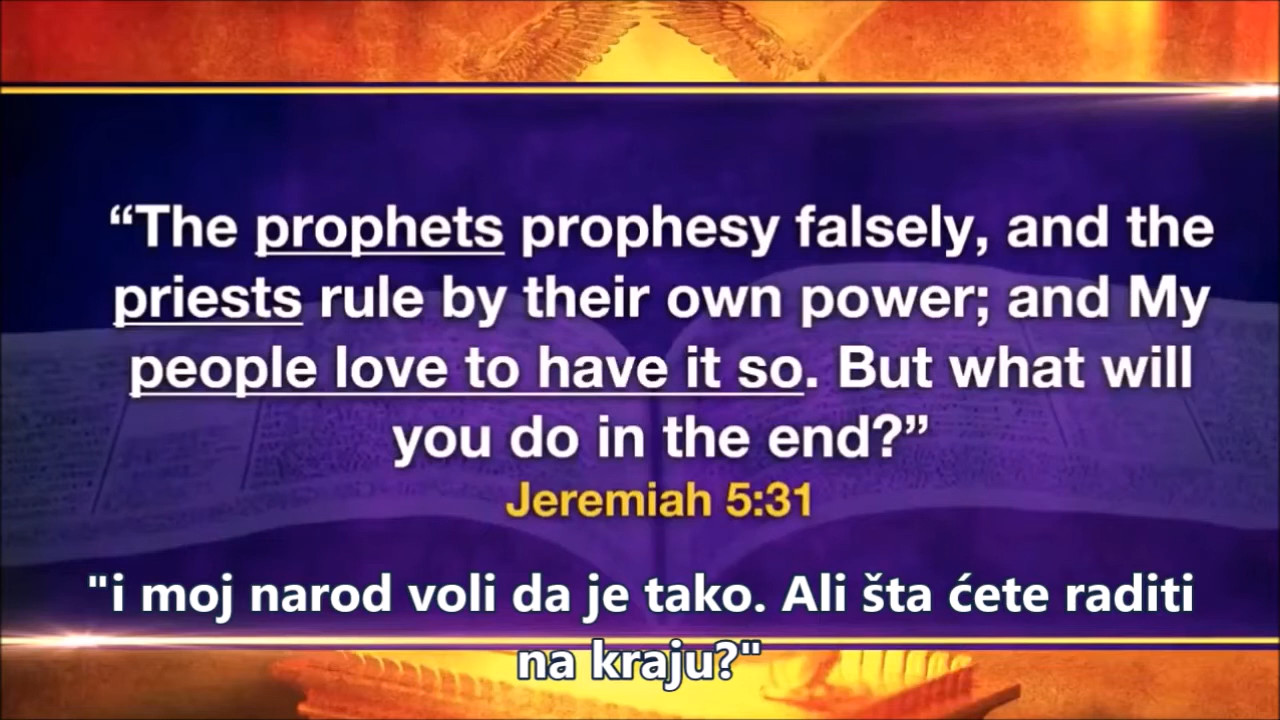 “The prophets prophesy falsely, and the
priests rule by their own power; and My
people love to have it so. But what will
you do in the end?”
Jeremiah 5:31
"i moj narod voli da je tako. Ali šta ćete raditi
na kraju?"